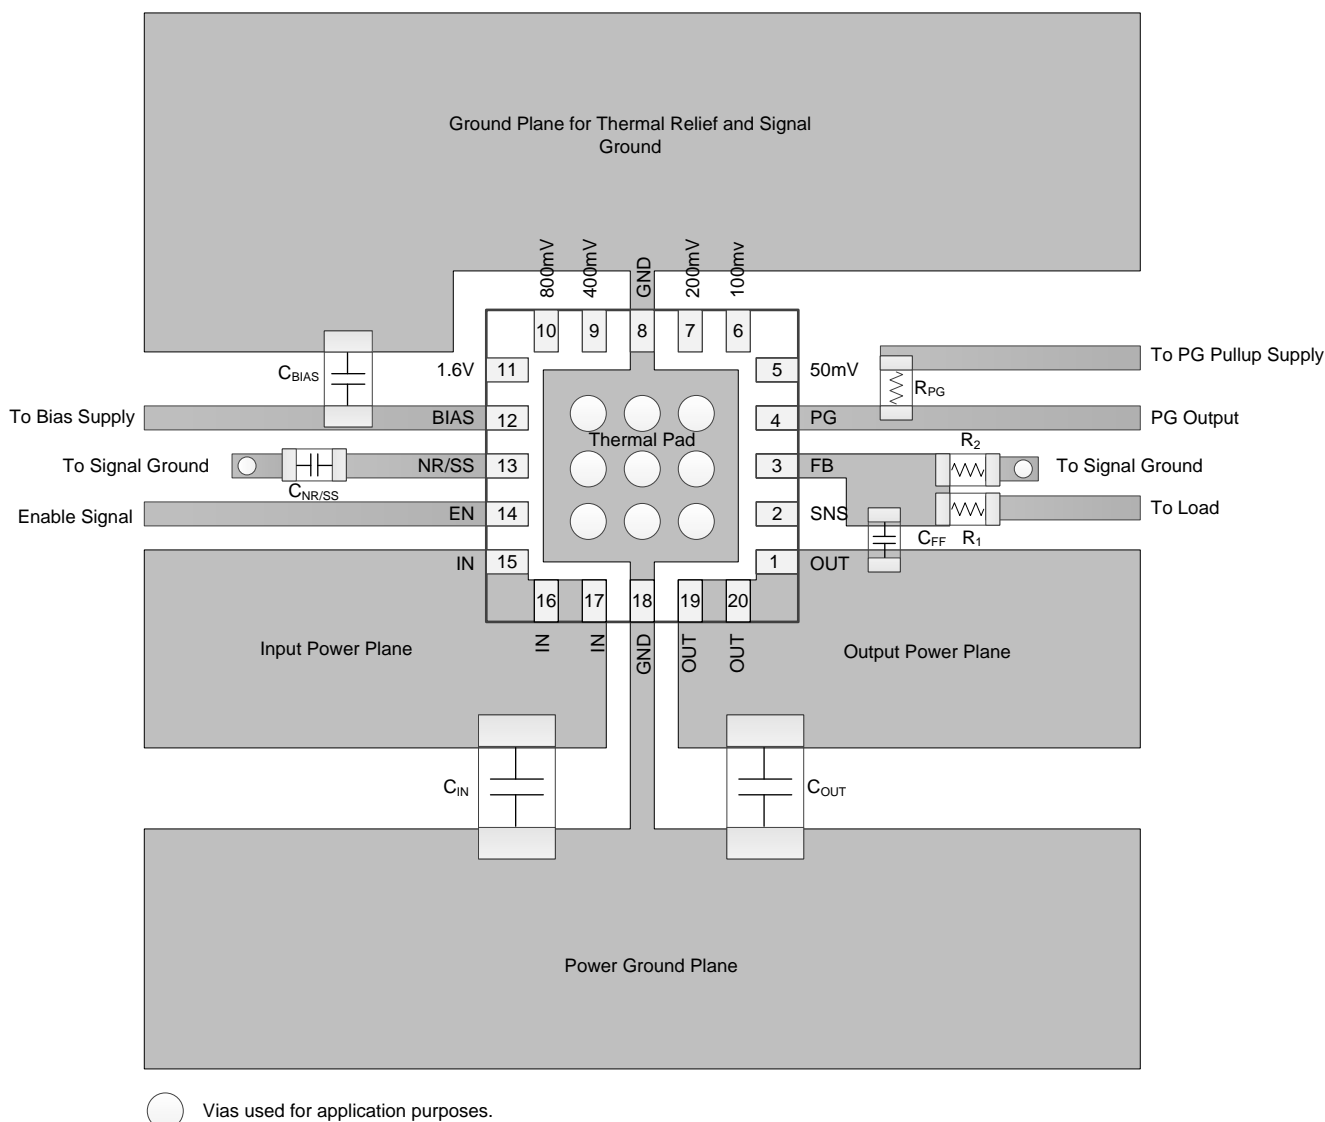 Ground Plane for Thermal Relief and Signal
Ground
800mV
400mV
GND
200mV
100mv
10
9
8
7
6
CBIAS
1.6V
11
5
50mV
To PG Pullup Supply
RPG
To Bias Supply
BIAS
12
4
PG
PG Output
Thermal Pad
R2
To Signal Ground
NR/SS
13
3
FB
To Signal Ground
CNR/SS
Enable Signal
EN
14
2
SNS
To Load
CFF
R1
IN
15
1
OUT
16
17
18
19
20
IN
IN
GND
OUT
OUT
Input Power Plane
Output Power Plane
CIN
COUT
Power Ground Plane
Vias used for application purposes.